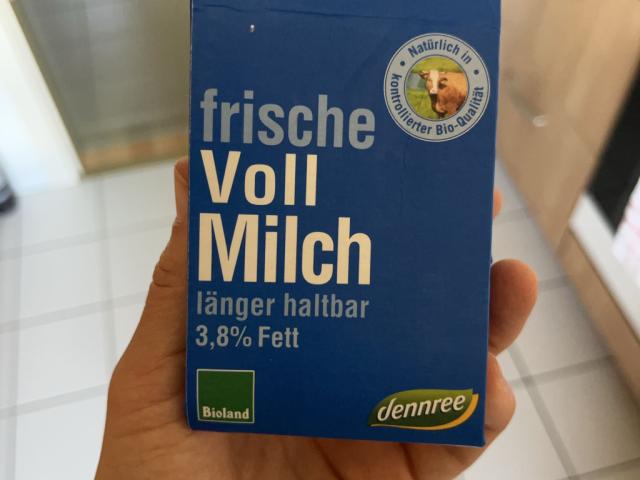 Natürlich in
kontrollierter Bio-Qualität
frische
Voll
Milch
länger haltbar
3,8% Fett
Bioland
dennree